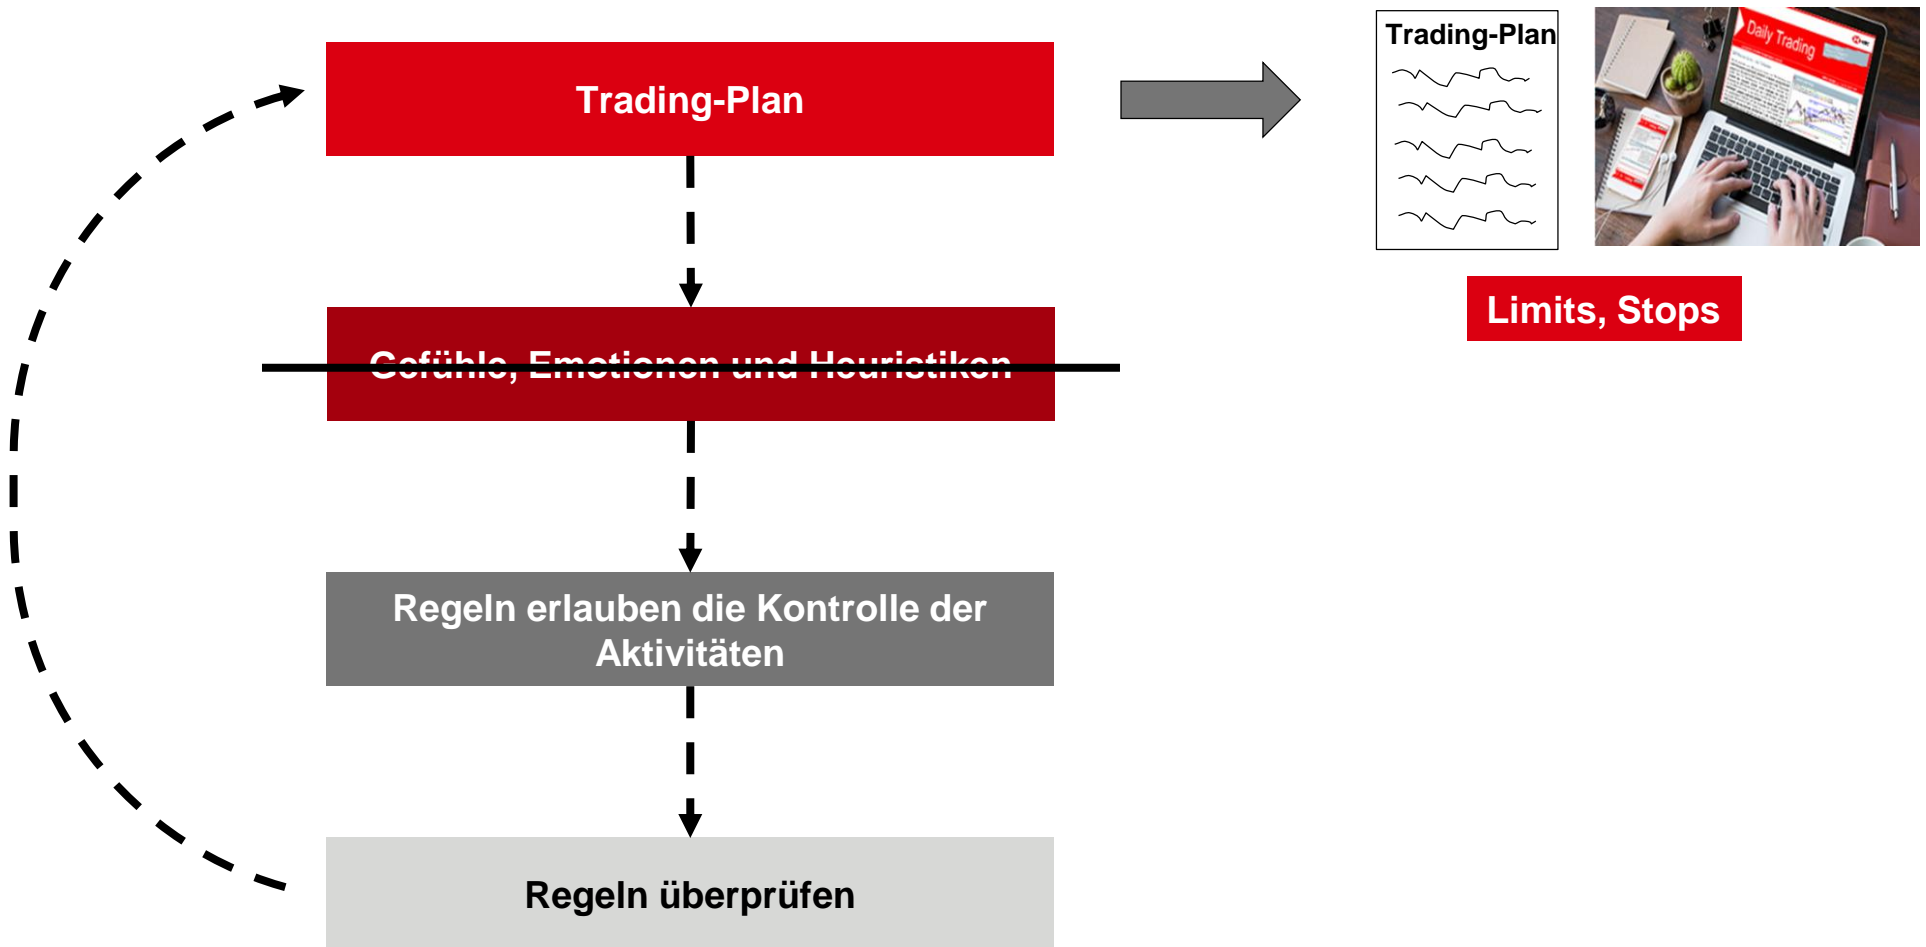 Trading-Plan
Trading-Plan
Daily Trading
Limits, Stops
Gefühle, Emotionen und Heuristiken
Regeln erlauben die Kontrolle der
Aktivitäten
Regeln überprüfen